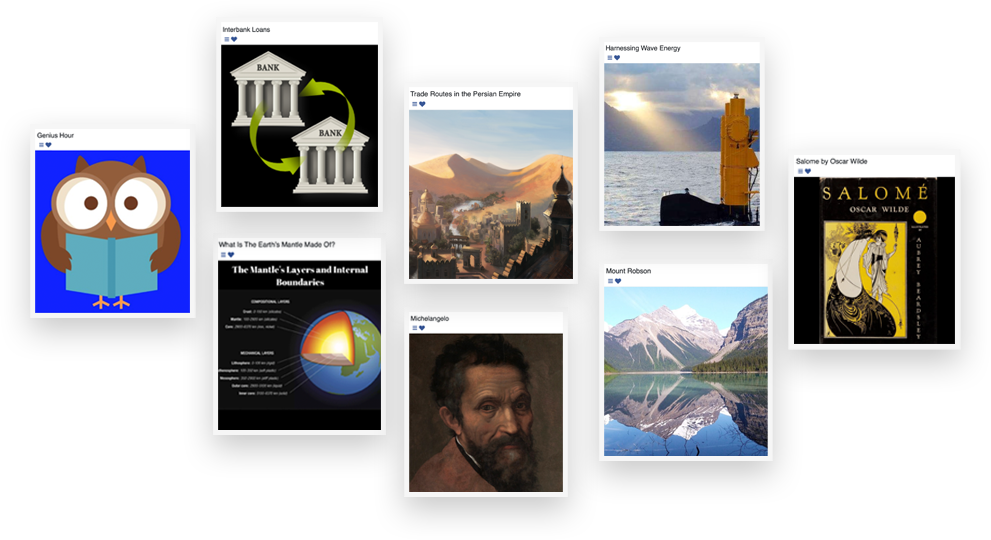 Genius Hour
Interbank Loans
BANK
BANK
What Is The Earth's Mantle Made Of?
The Mantle's Layers and Internal
Boundaries
COMPOSITIONAL LAYERS
Crust:
Mantle:
Core:
MECHANICAL LAYERS
Lithosphere:
Mesosphere:
Outer core:
Inner core:
Trade Routes in the Persian Empire
Michelangelo
Harnessing Wave Energy
Mount Robson
Salome by Oscar Wilde
SALOMÉ
OSCAR WILDE
AUBREY BEARDSLEY